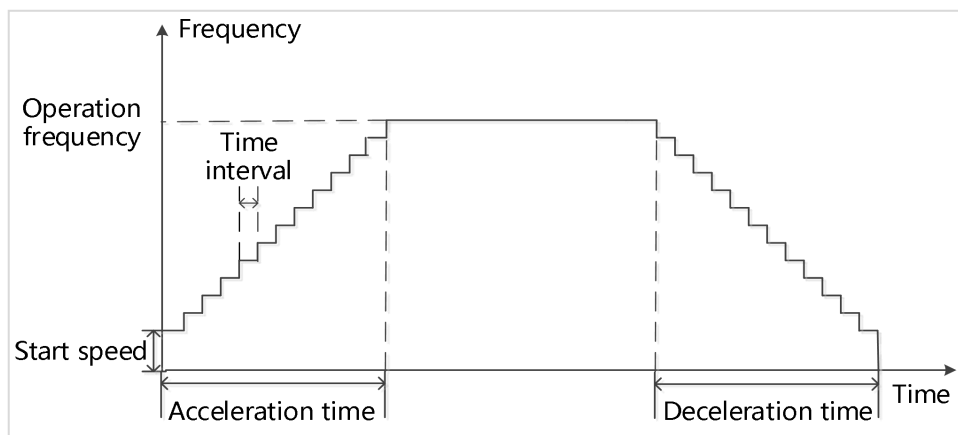 Frequency
Operation
frequency
Time
interval
Start speed
Time
Acceleration time
Deceleration time